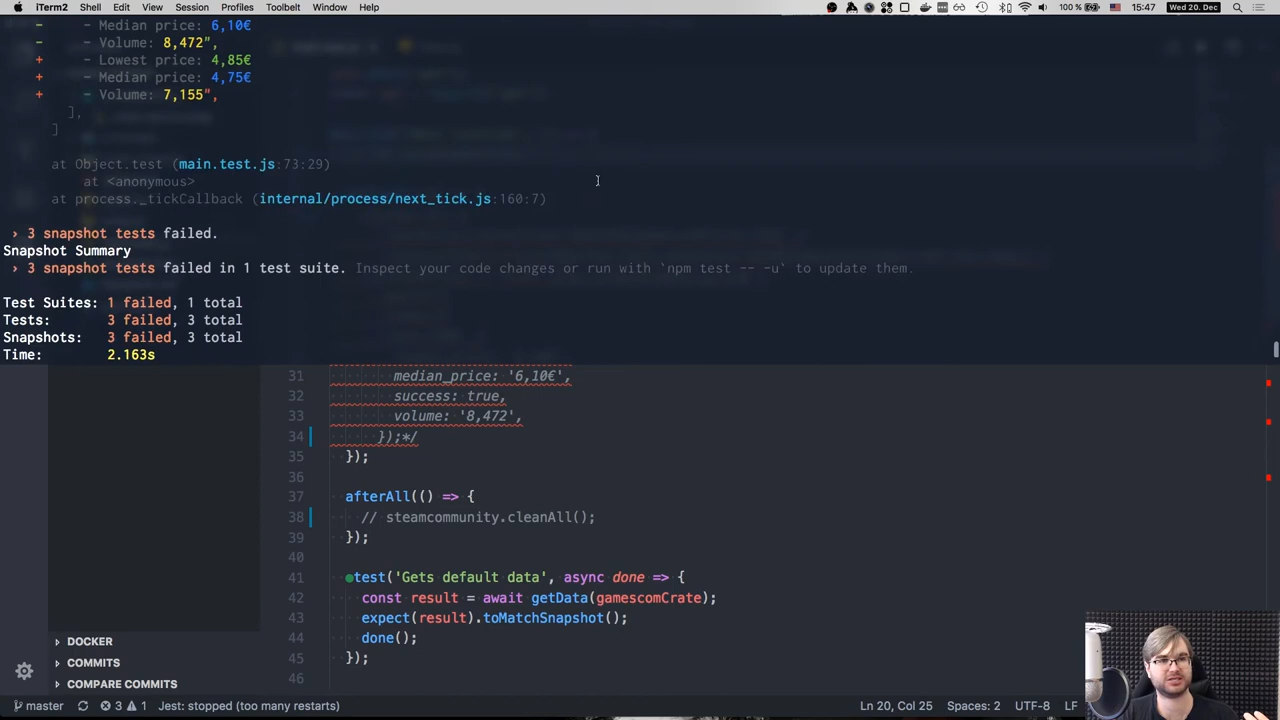 iTerm2 Shell Edit View Session Profiles Toolbelt Window Help 100 % Wed 20. Dec 15:47
- - Median price: 6,10€
- - Volume: 8,472",
+ - Lowest price: 4,85€
+ - Median price: 4,75€
+ - Volume: 7,155",
],
]
at Object.test (main.test.js:73:29)
at <anonymous>
at process._tickCallback (internal/process/next_tick.js:160:7)
› 3 snapshot tests failed.
Snapshot Summary
› 3 snapshot tests failed in 1 test suite. Inspect your code changes or run with `npm test -- -u` to update them.
Test Suites: 1 failed, 1 total
Tests: 3 failed, 3 total
Snapshots: 3 failed, 3 total
Time: 2.163s
31 median_price: '6,10€',
32 success: true,
33 volume: '8,472',
34 });*/
35 });
36
37 afterAll(() => {
38 // steamcommunity.cleanAll();
39 });
40
41 test('Gets default data', async done => {
42 const result = await getData(gamescomCrate);
43 expect(result).toMatchSnapshot();
44 done();
45 });
46
DOCKER
COMMITS
COMPARE COMMITS
master 3 1 Jest: stopped (too many restarts) Ln 20, Col 25 Spaces: 2 UTF-8 LF